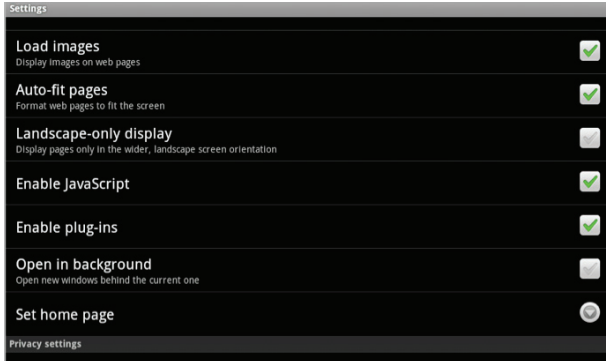 Settings
Load images
Display images on web pages
Auto-fit pages
Format web pages to fit the screen
Landscape-only display
Display pages only in the wider, landscape screen orientation
Enable JavaScript
Enable plug-ins
Open in background
Open new windows behind the current one
Set home page
Privacy settings